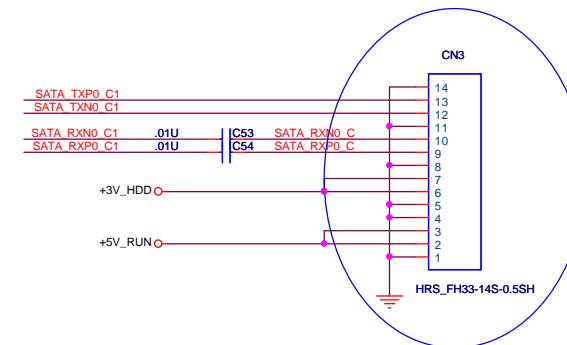 CN3
SATA_TXP0_C1
SATA_TXN0_C1
SATA_RXN0_C1 .01U C53 SATA_RXN0_C
SATA_RXP0_C1 .01U C54 SATA_RXP0_C
+3V_HDD
+5V_RUN
14
13
12
11
10
9
8
7
6
5
4
3
2
1
HRS_FH33-14S-0.5SH